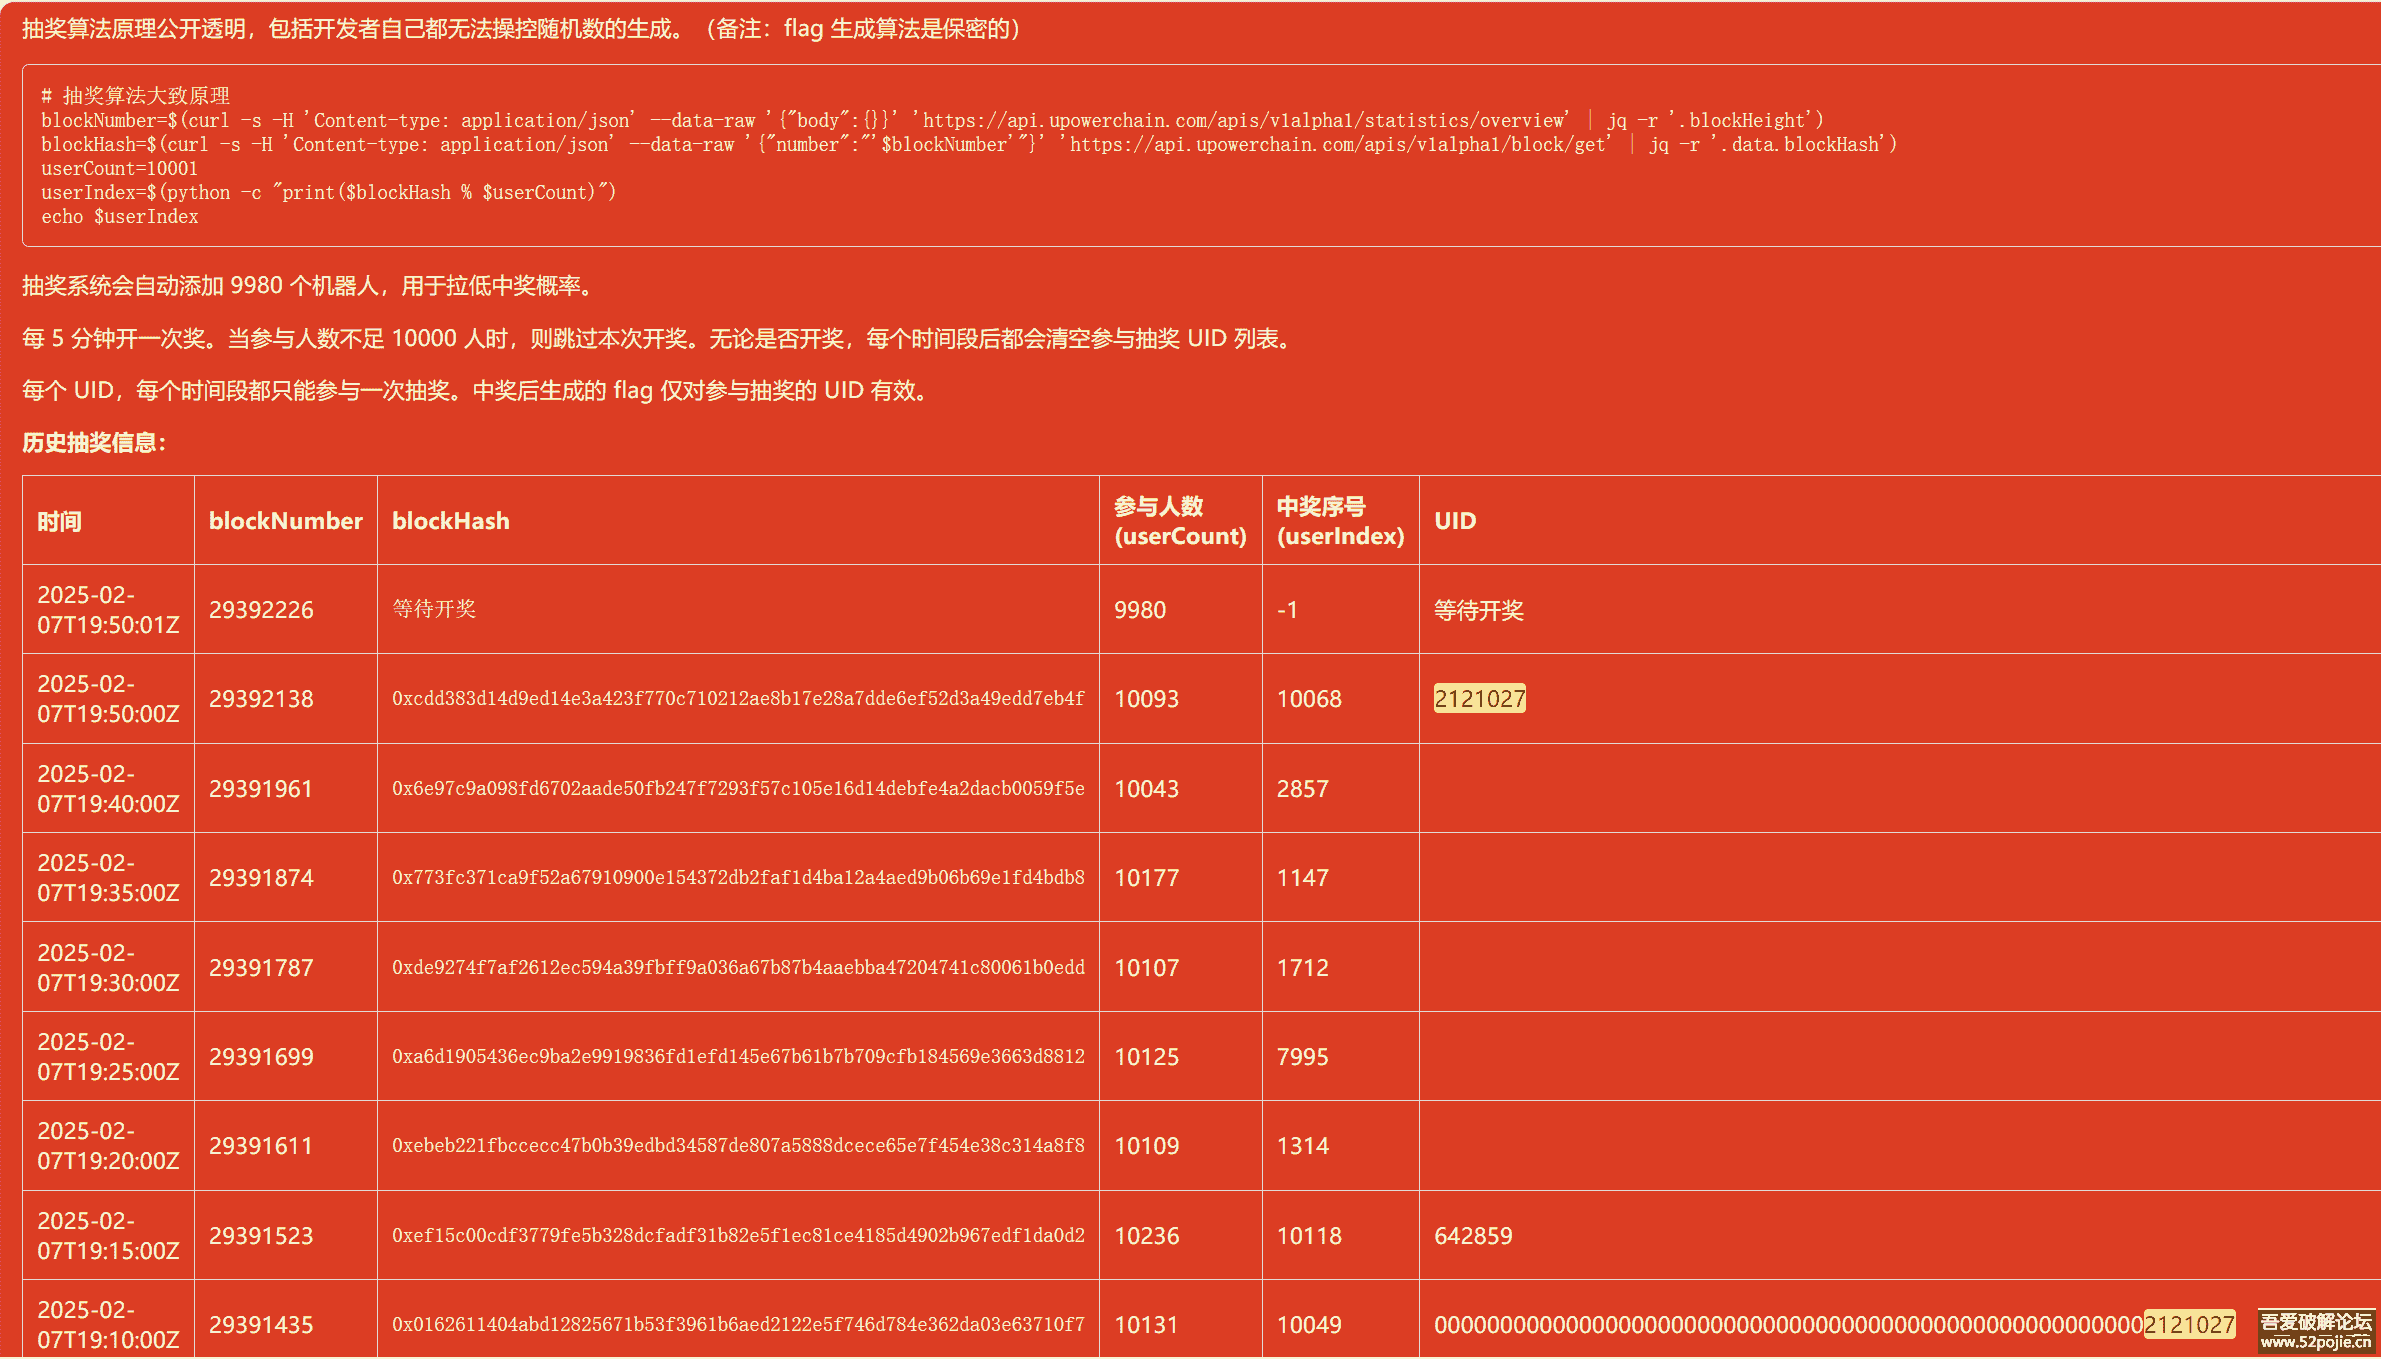 抽奖算法原理公开透明，包括开发者自己都无法操控随机数的生成。（备注：flag 生成算法是保密的）
# 抽奖算法大致原理
blockNumber=$(curl -s -H 'Content-type: application/json' --data-raw '{"body":{}}' 'https://api.upowerchain.com/apis/v1alpha1/statistics/overview' | jq -r '.blockHeight')
blockHash=$(curl -s -H 'Content-type: application/json' --data-raw '{"number":"'$blockNumber'"}' 'https://api.upowerchain.com/apis/v1alpha1/block/get' | jq -r '.data.blockHash')
userCount=10001
userIndex=$(python -c "print($blockHash % $userCount)")
echo $userIndex
抽奖系统会自动添加 9980 个机器人，用于拉低中奖概率。
每 5 分钟开一次奖。当参与人数不足 10000 人时，则跳过本次开奖。无论是否开奖，每个时间段后都会清空参与抽奖 UID 列表。
每个 UID，每个时间段都只能参与一次抽奖。中奖后生成的 flag 仅对参与抽奖的 UID 有效。
历史抽奖信息：
时间 blockNumber blockHash 参与人数 (userCount) 中奖序号 (userIndex) UID
2025-02-07T19:50:01Z 29392226 等待开奖 9980 -1 等待开奖
2025-02-07T19:50:00Z 29392138 0xcdd383d14d9ed14e3a423f770c710212ae8b17e28a7dde6ef52d3a49edd7eb4f 10093 10068 2121027
2025-02-07T19:40:00Z 29391961 0x6e97c9a098fd6702aade50fb247f7293f57c105e16d14debfe4a2dacb0059f5e 10043 2857
2025-02-07T19:35:00Z 29391874 0x773fc371ca9f52a67910900e154372db2faf1d4ba12a4aed9b06b69e1fd4bdb8 10177 1147
2025-02-07T19:30:00Z 29391787 0xde9274f7af2612ec594a39fbff9a036a67b87b4aaebba47204741c80061b0edd 10107 1712
2025-02-07T19:25:00Z 29391699 0xa6d1905436ec9ba2e9919836fd1efd145e67b61b7b709cfb184569e3663d8812 10125 7995
2025-02-07T19:20:00Z 29391611 0xebeb221fbccecc47b0b39edbd34587de807a5888dcece65e7f454e38c314a8f8 10109 1314
2025-02-07T19:15:00Z 29391523 0xef15c00cdf3779fe5b328dcfadf31b82e5f1ec81ce4185d4902b967edf1da0d2 10236 10118 642859
2025-02-07T19:10:00Z 29391435 0x0162611404abd12825671b53f3961b6aed2122e5f746d784e362da03e63710f7 10131 10049 0000000000000000000000000000000000000000000000000000002121027
吾爱破解论坛
www.52pojie.cn